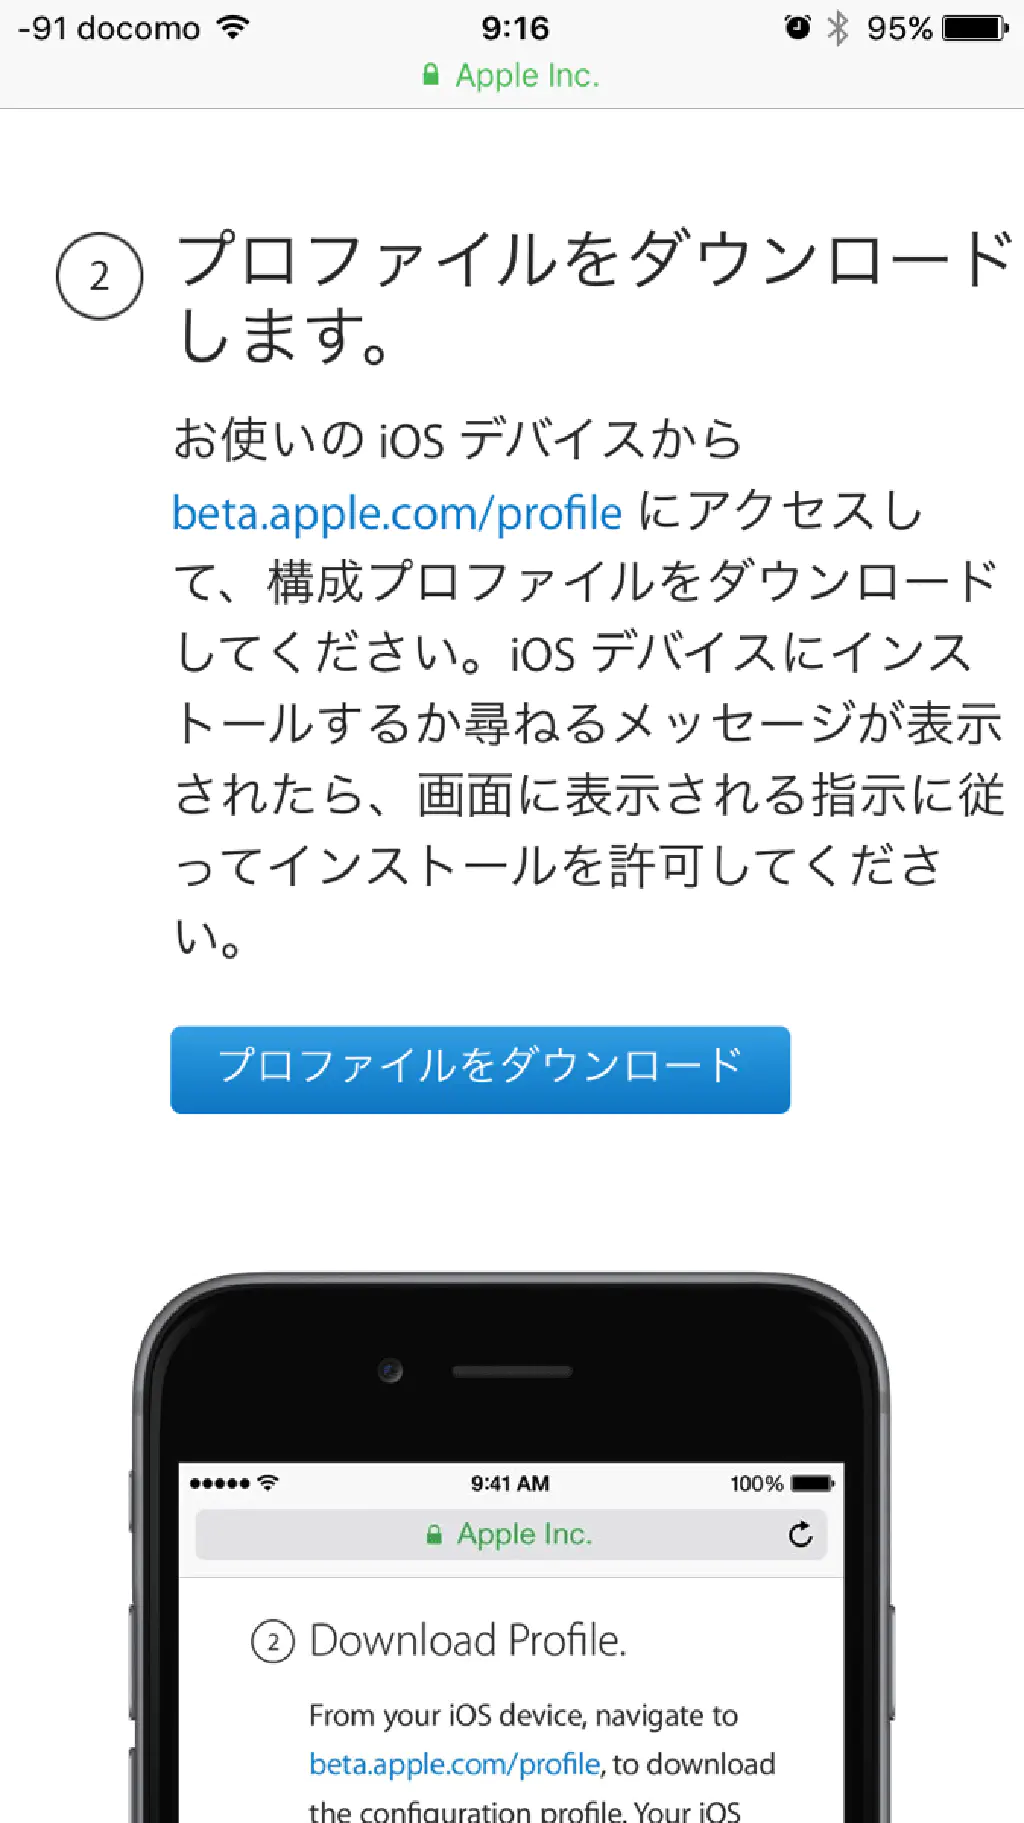 -91 docomo 9:16 95%
Apple Inc.
2 プロファイルをダウンロード
します。
お使いの iOS デバイスから
beta.apple.com/profile にアクセスし
て、構成プロファイルをダウンロード
してください。iOS デバイスにインス
トールするか尋ねるメッセージが表示
されたら、画面に表示される指示に従
ってインストールを許可してくださ
い。
プロファイルをダウンロード
9:41 AM 100%
Apple Inc.
2 Download Profile.
From your iOS device, navigate to
beta.apple.com/profile, to download
the configuration profile. Your iOS